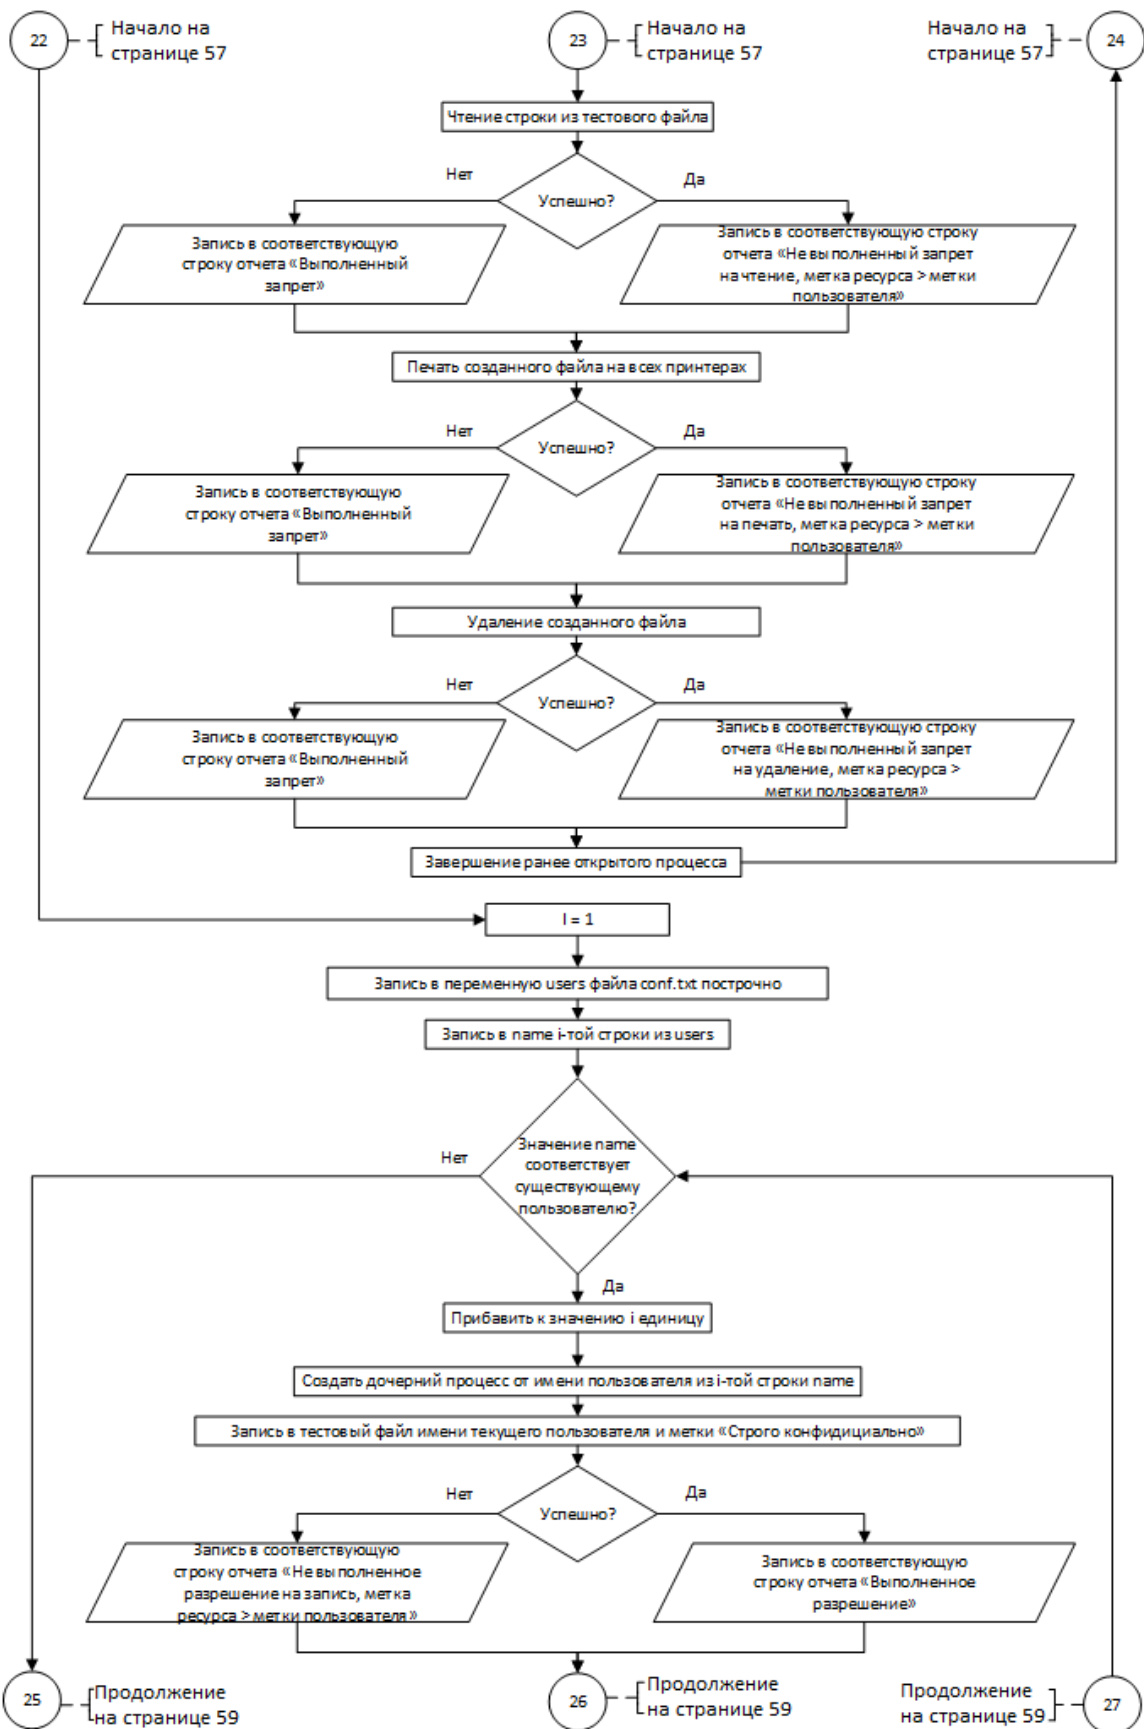 22
Начало на
странице 57
23
Начало на
странице 57
Начало на
странице 57
24
Чтение строки из тестового файла
Нет
Успешно?
Да
Запись в соответствующую
строку отчета «Выполненный
запрет»
Запись в соответствующую строку
отчета «Не выполненный запрет
на чтение, метка ресурса > метки
пользователя»
Печать созданного файла на всех принтерах
Нет
Успешно?
Да
Запись в соответствующую
строку отчета «Выполненный
запрет»
Запись в соответствующую строку
отчета «Не выполненный запрет
на печать, метка ресурса > метки
пользователя»
Удаление созданного файла
Нет
Успешно?
Да
Запись в соответствующую
строку отчета «Выполненный
запрет»
Запись в соответствующую строку
отчета «Не выполненный запрет
на удаление, метка ресурса >
метки пользователя»
Завершение ранее открытого процесса
I = 1
Запись в переменную users файла conf.txt построчно
Запись в name i-той строки из users
Нет
Значение name
соответствует
существующему
пользователю?
Да
Прибавить к значению i единицу
Создать дочерний процесс от имени пользователя из i-той строки name
Запись в тестовый файл имени текущего пользователя и метки «Строго конфидициально»
Нет
Успешно?
Да
Запись в соответствующую
строку отчета «Не выполненное
разрешение на запись, метка
ресурса > метки пользователя»
Запись в соответствующую
строку отчета «Выполненное
разрешение»
25
Продолжение
на странице 59
26
Продолжение
на странице 59
Продолжение
на странице 59
27